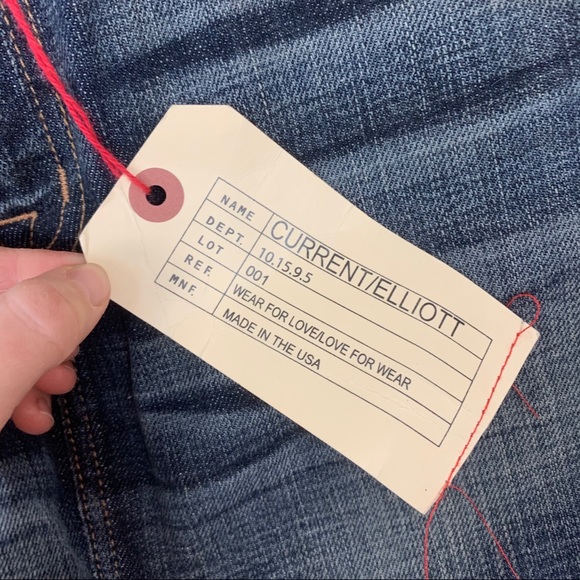 NAME CURRENT/ELLIOTT
DEPT. 10.15.9.5
LOT 001
REF. WEAR FOR LOVE/LOVE FOR WEAR
MNF. MADE IN THE USA